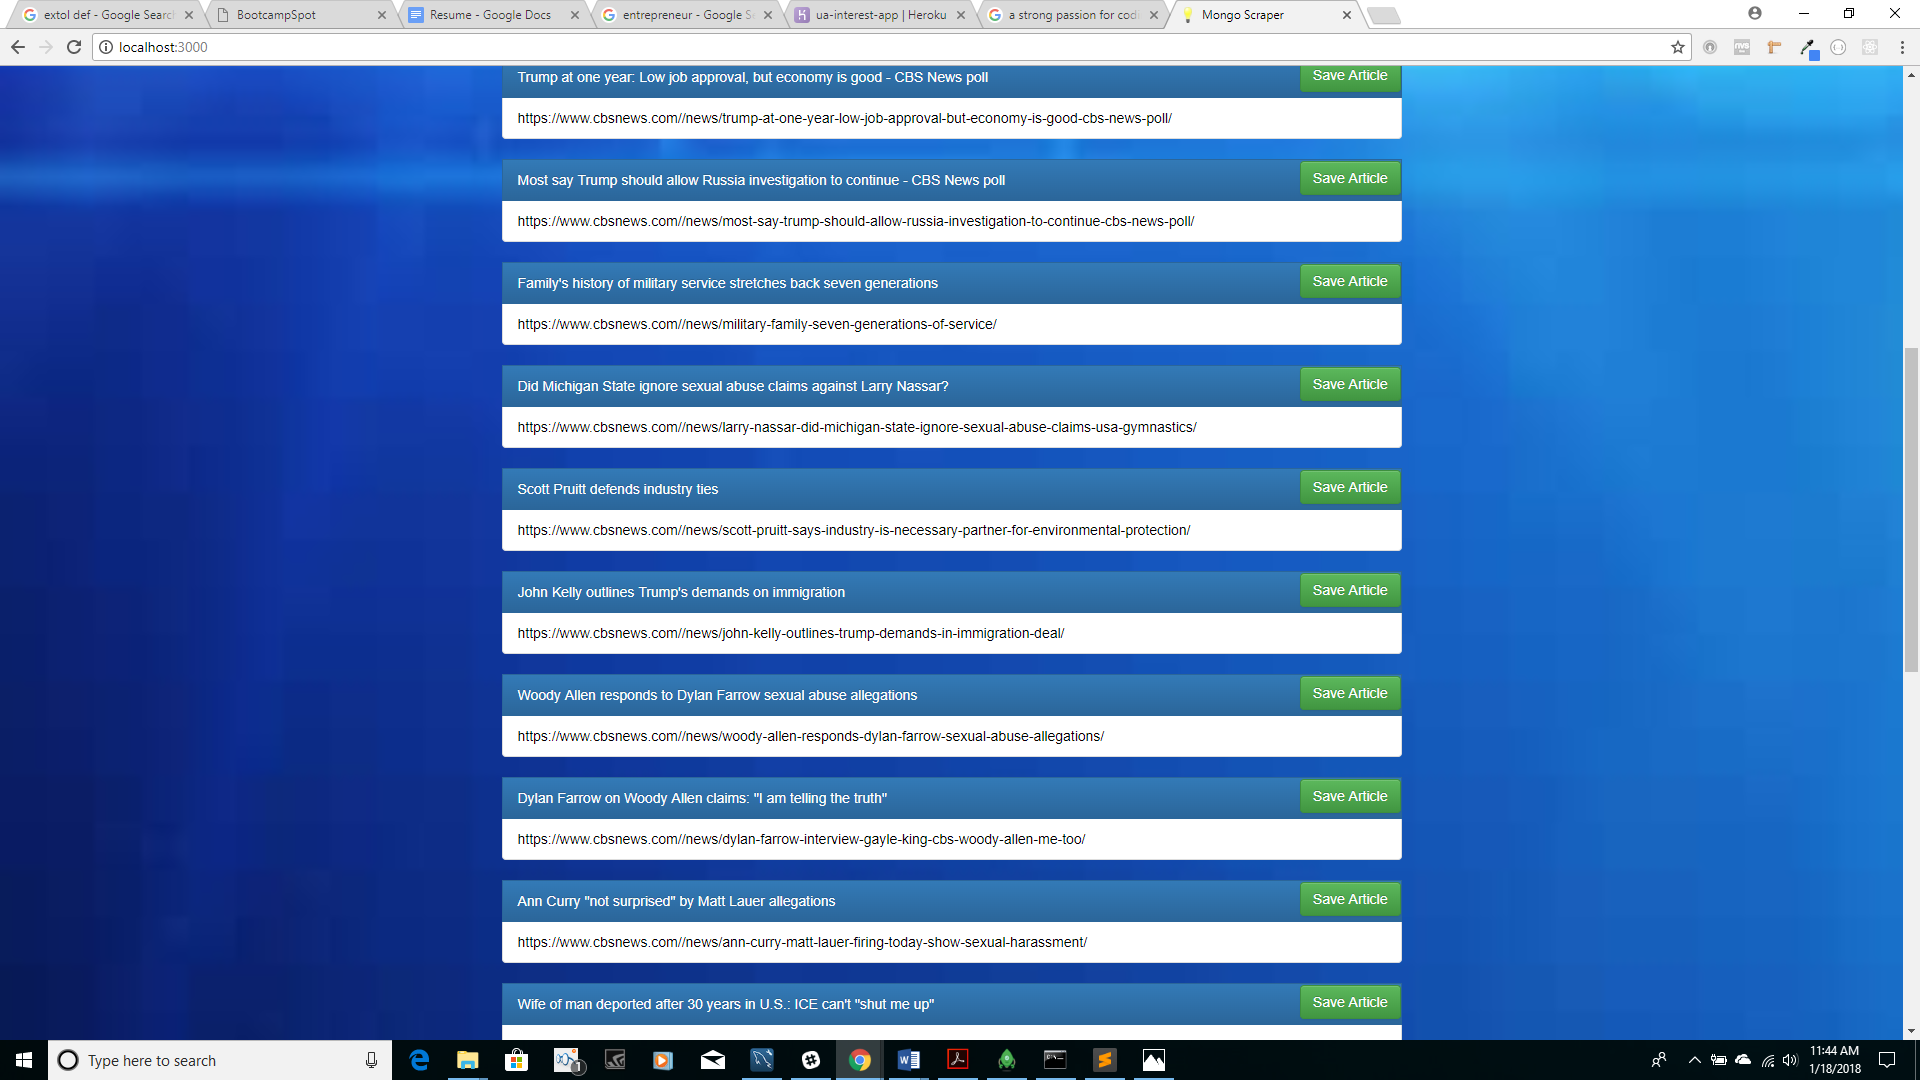 extol def - Google Searc
BootcampSpot
Resume - Google Docs
entrepreneur - Google S
ua-interest-app | Heroku
a strong passion for codi
Mongo Scraper
localhost:3000
Trump at one year: Low job approval, but economy is good - CBS News poll
Save Article
https://www.cbsnews.com//news/trump-at-one-year-low-job-approval-but-economy-is-good-cbs-news-poll/
Most say Trump should allow Russia investigation to continue - CBS News poll
Save Article
https://www.cbsnews.com//news/most-say-trump-should-allow-russia-investigation-to-continue-cbs-news-poll/
Family's history of military service stretches back seven generations
Save Article
https://www.cbsnews.com//news/military-family-seven-generations-of-service/
Did Michigan State ignore sexual abuse claims against Larry Nassar?
Save Article
https://www.cbsnews.com//news/larry-nassar-did-michigan-state-ignore-sexual-abuse-claims-usa-gymnastics/
Scott Pruitt defends industry ties
Save Article
https://www.cbsnews.com//news/scott-pruitt-says-industry-is-necessary-partner-for-environmental-protection/
John Kelly outlines Trump's demands on immigration
Save Article
https://www.cbsnews.com//news/john-kelly-outlines-trump-demands-in-immigration-deal/
Woody Allen responds to Dylan Farrow sexual abuse allegations
Save Article
https://www.cbsnews.com//news/woody-allen-responds-dylan-farrow-sexual-abuse-allegations/
Dylan Farrow on Woody Allen claims: "I am telling the truth"
Save Article
https://www.cbsnews.com//news/dylan-farrow-interview-gayle-king-cbs-woody-allen-me-too/
Ann Curry "not surprised" by Matt Lauer allegations
Save Article
https://www.cbsnews.com//news/ann-curry-matt-lauer-firing-today-show-sexual-harassment/
Wife of man deported after 30 years in U.S.: ICE can't "shut me up"
Save Article
Type here to search
1
11:44 AM
1/18/2018